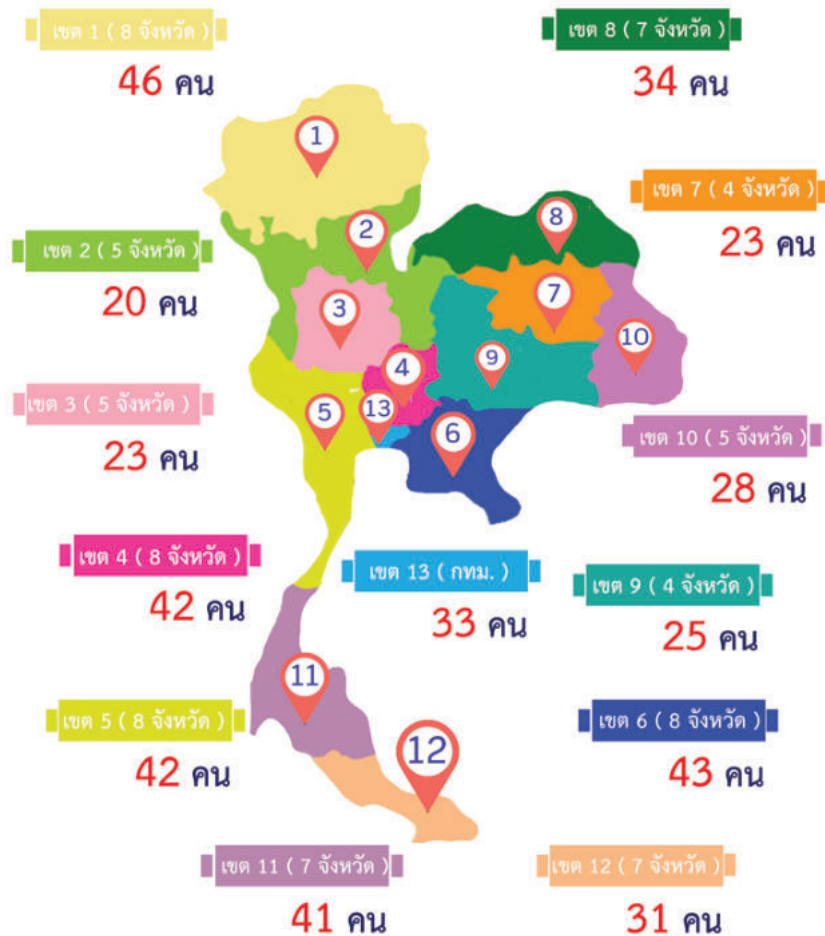 เขต 1 ( 8 จังหวัด )
46 คน
เขต 8 ( 7 จังหวัด )
34 คน
1
เขต 7 ( 4 จังหวัด )
23 คน
8
2
เขต 2 ( 5 จังหวัด )
20 คน
3
7
10
9
4
เขต 3 ( 5 จังหวัด )
23 คน
5
13
6
เขต 10 ( 5 จังหวัด )
28 คน
เขต 4 ( 8 จังหวัด )
42 คน
เขต 13 ( กทม. )
33 คน
เขต 9 ( 4 จังหวัด )
25 คน
11
เขต 5 ( 8 จังหวัด )
42 คน
12
เขต 6 ( 8 จังหวัด )
43 คน
เขต 11 ( 7 จังหวัด )
41 คน
เขต 12 ( 7 จังหวัด )
31 คน